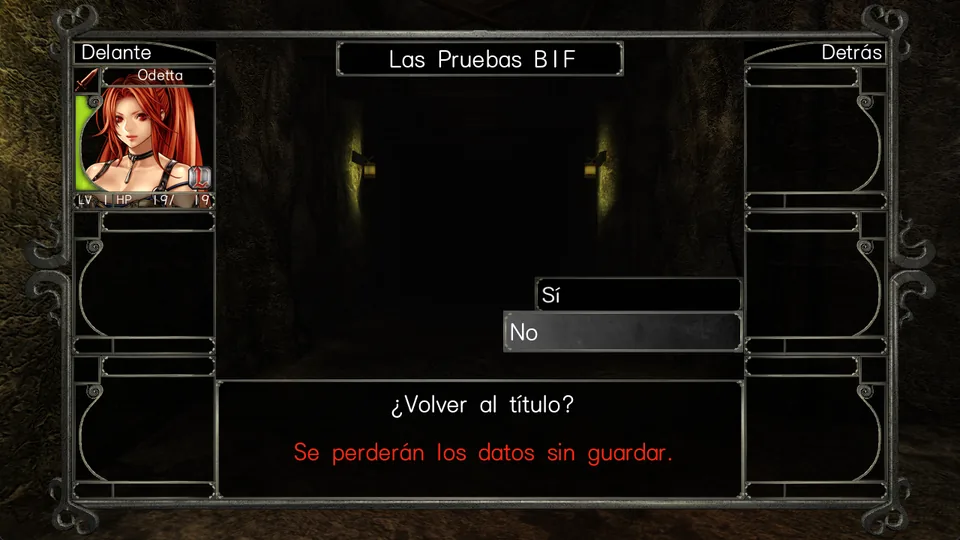 Delante
Las Pruebas B1F
Detrás
Odetta
L
LV 1 HP 19/ 19
Sí
No
¿Volver al título?
Se perderán los datos sin guardar.